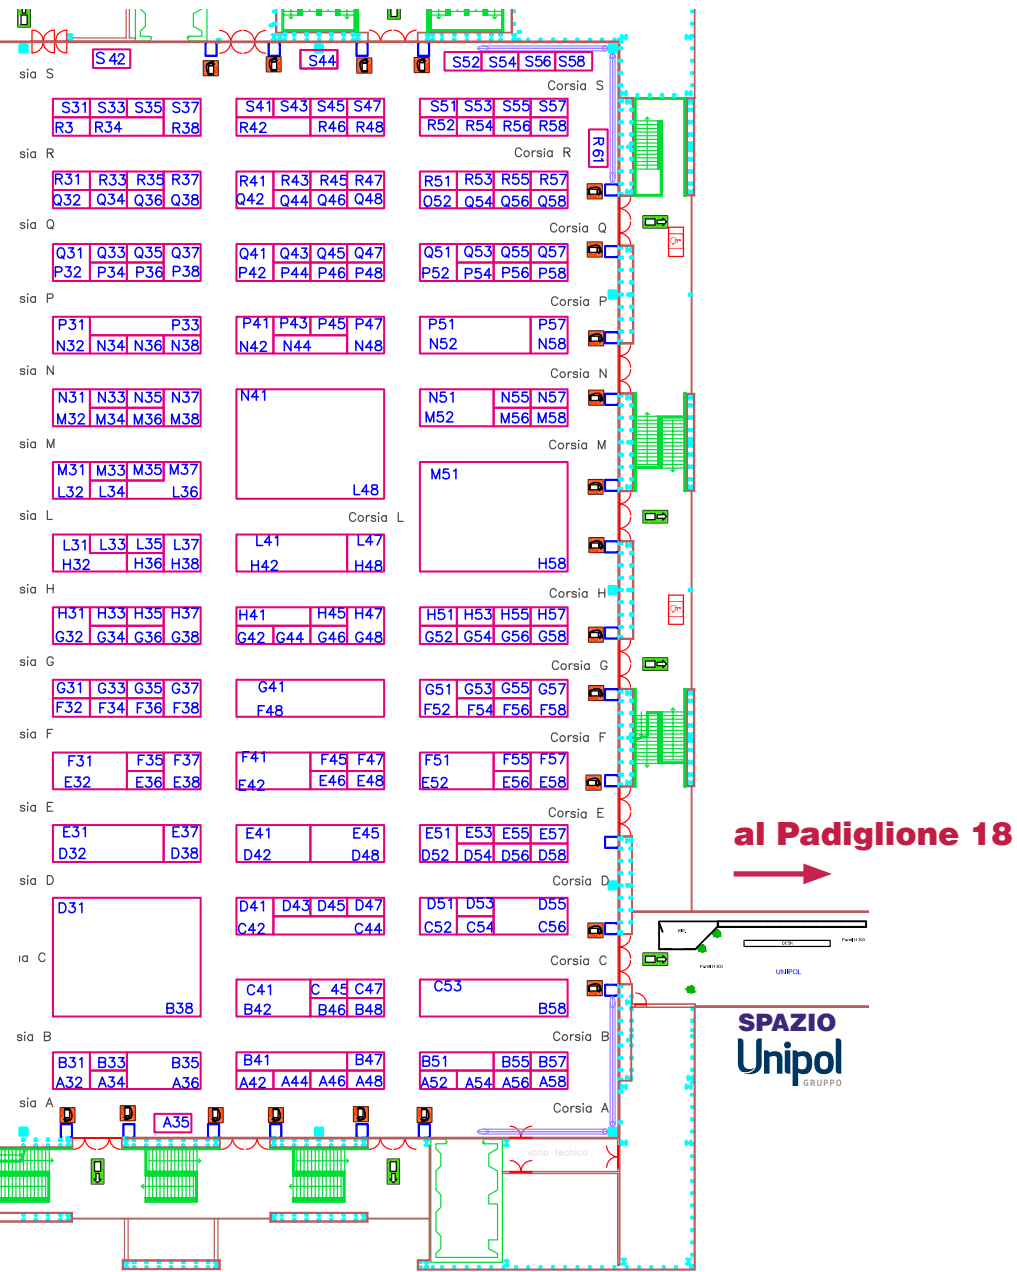 S 42 S44 S52 S54 S56 S58
sia S Corsia S
S31 S33 S35 S37 S41 S43 S45 S47 S51 S53 S55 S57
R3 R34 R38 R42 R46 R48 R52 R54 R56 R58
R61
sia R Corsia R
R31 R33 R35 R37 R41 R43 R45 R47 R51 R53 R55 R57
Q32 Q34 Q36 Q38 Q42 Q44 Q46 Q48 O52 Q54 Q56 Q58
sia Q Corsia Q
Q31 Q33 Q35 Q37 Q41 Q43 Q45 Q47 Q51 Q53 Q55 Q57
P32 P34 P36 P38 P42 P44 P46 P48 P52 P54 P56 P58
sia P Corsia P
P31 P33 P41 P43 P45 P47 P51 P57
N32 N34 N36 N38 N42 N44 N48 N52 N58
sia N Corsia N
N31 N33 N35 N37 N41 N51 N55 N57
M32 M34 M36 M38 M52 M56 M58
sia M Corsia M
M31 M33 M35 M37 M51
L32 L34 L36 L48
sia L Corsia L
L31 L33 L35 L37 L41 L47
H32 H36 H38 H42 H48 H58
sia H Corsia H
H31 H33 H35 H37 H41 H45 H47 H51 H53 H55 H57
G32 G34 G36 G38 G42 G44 G46 G48 G52 G54 G56 G58
sia G Corsia G
G31 G33 G35 G37 G41 G51 G53 G55 G57
F32 F34 F36 F38 F48 F52 F54 F56 F58
sia F Corsia F
F31 F35 F37 F41 F45 F47 F51 F55 F57
E32 E36 E38 E42 E46 E48 E52 E56 E58
sia E Corsia E
E31 E37 E41 E45 E51 E53 E55 E57
D32 D38 D42 D48 D52 D54 D56 D58
al Padiglione 18
sia D Corsia D
D31 D41 D43 D45 D47 D51 D53 D55
C42 C44 C52 C54 C56
DESK
UNIPOL
ıa C Corsia C
C41 C 45 C47 C53
B38 B42 B46 B48 B58
SPAZIO
Unipol
GRUPPO
sia B Corsia B
B31 B33 B35 B41 B47 B51 B55 B57
A32 A34 A36 A42 A44 A46 A48 A52 A54 A56 A58
sia A Corsia A
A35
vano tecnico